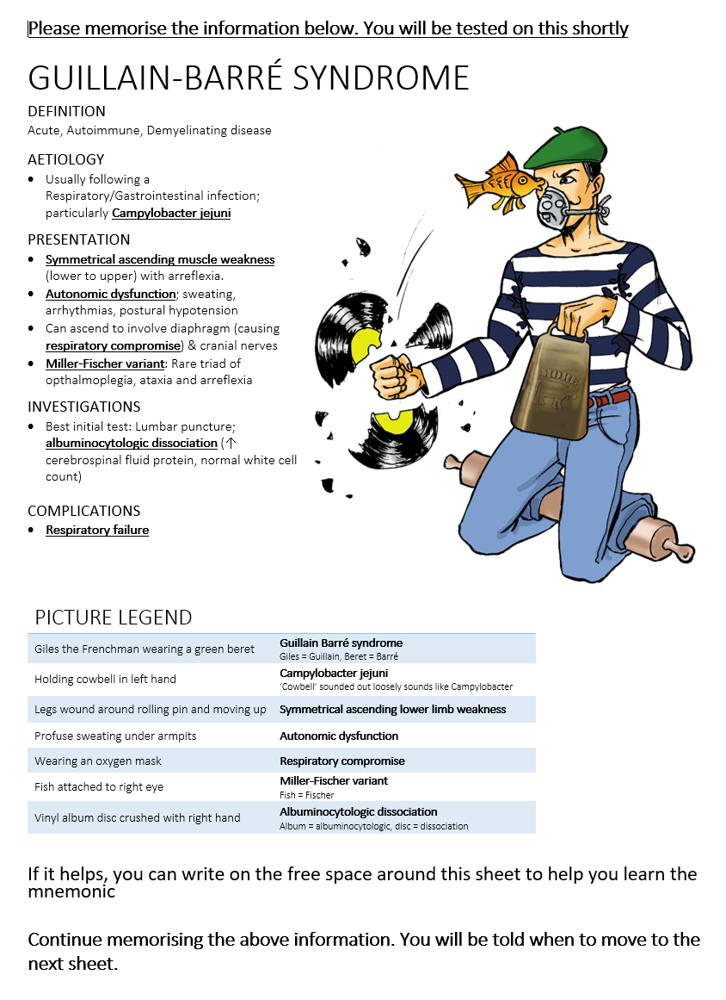 Please memorise the information below. You will be tested on this shortly
GUILLAIN-BARRÉ SYNDROME
DEFINITION
Acute, Autoimmune, Demyelinating disease
AETIOLOGY
• Usually following a
Respiratory/Gastrointestinal infection;
particularly Campylobacter jejuni
PRESENTATION
• Symmetrical ascending muscle weakness
(lower to upper) with arreflexia.
• Autonomic dysfunction; sweating,
arrhythmias, postural hypotension
• Can ascend to involve diaphragm (causing
respiratory compromise) & cranial nerves
• Miller-Fischer variant: Rare triad of
opthalmoplegia, ataxia and arreflexia
INVESTIGATIONS
• Best initial test: Lumbar puncture;
albuminocytologic dissociation (↑
cerebrospinal fluid protein, normal white cell
count)
COMPLICATIONS
• Respiratory failure
MORE
PICTURE LEGEND
Giles the Frenchman wearing a green beret Guillain Barré syndrome
Giles = Guillain, Beret = Barré
Holding cowbell in left hand Campylobacter jejuni
‘Cowbell’ sounded out loosely sounds like Campylobacter
Legs wound around rolling pin and moving up Symmetrical ascending lower limb weakness
Profuse sweating under armpits Autonomic dysfunction
Wearing an oxygen mask Respiratory compromise
Fish attached to right eye Miller-Fischer variant
Fish = Fischer
Vinyl album disc crushed with right hand Albuminocytologic dissociation
Album = albuminocytologic, disc = dissociation
If it helps, you can write on the free space around this sheet to help you learn the
mnemonic
Continue memorising the above information. You will be told when to move to the
next sheet.